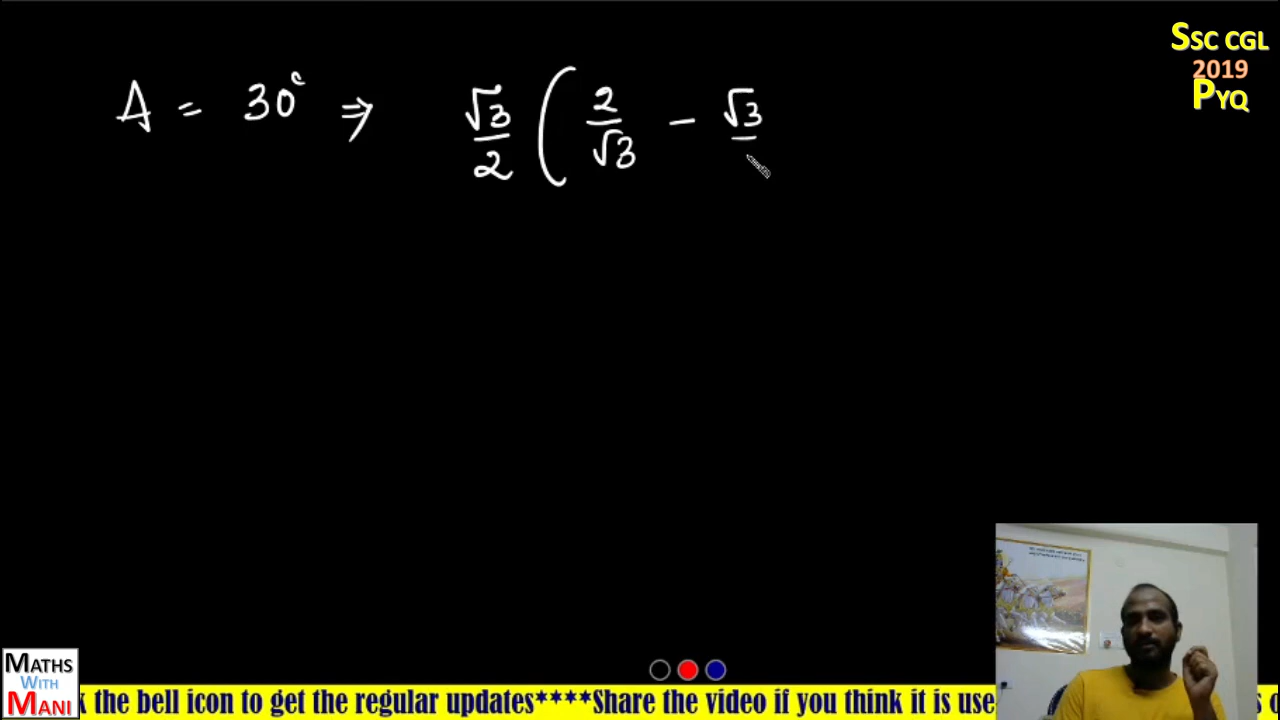 SSC CGL
2019
PYQ
A = 30° ⇒ √3/2 ( 2/√3 - √3/
MATHS
WITH
MANI
k the bell icon to get the regular updates****Share the video if you think it is use